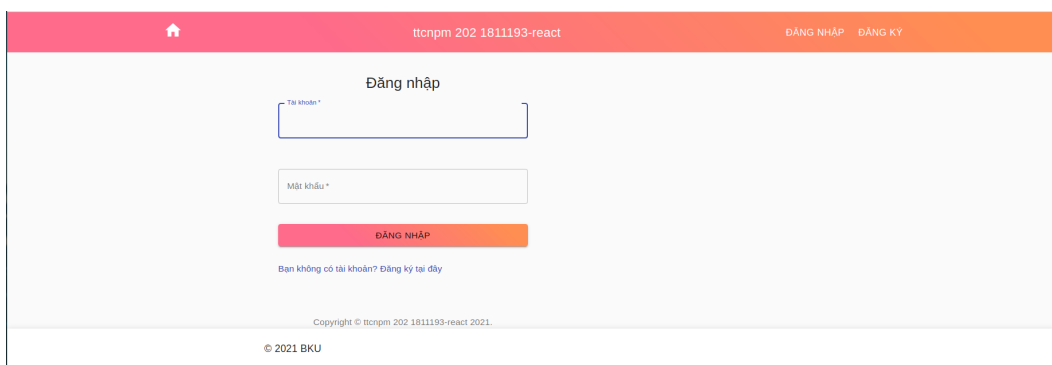 ttcnpm 202 1811193-react
ĐĂNG NHẬP ĐĂNG KÝ
Đăng nhập
Tài khoản *
Mật khẩu *
ĐĂNG NHẬP
Bạn không có tài khoản? Đăng ký tại đây
Copyright © ttcnpm 202 1811193-react 2021.
© 2021 BKU